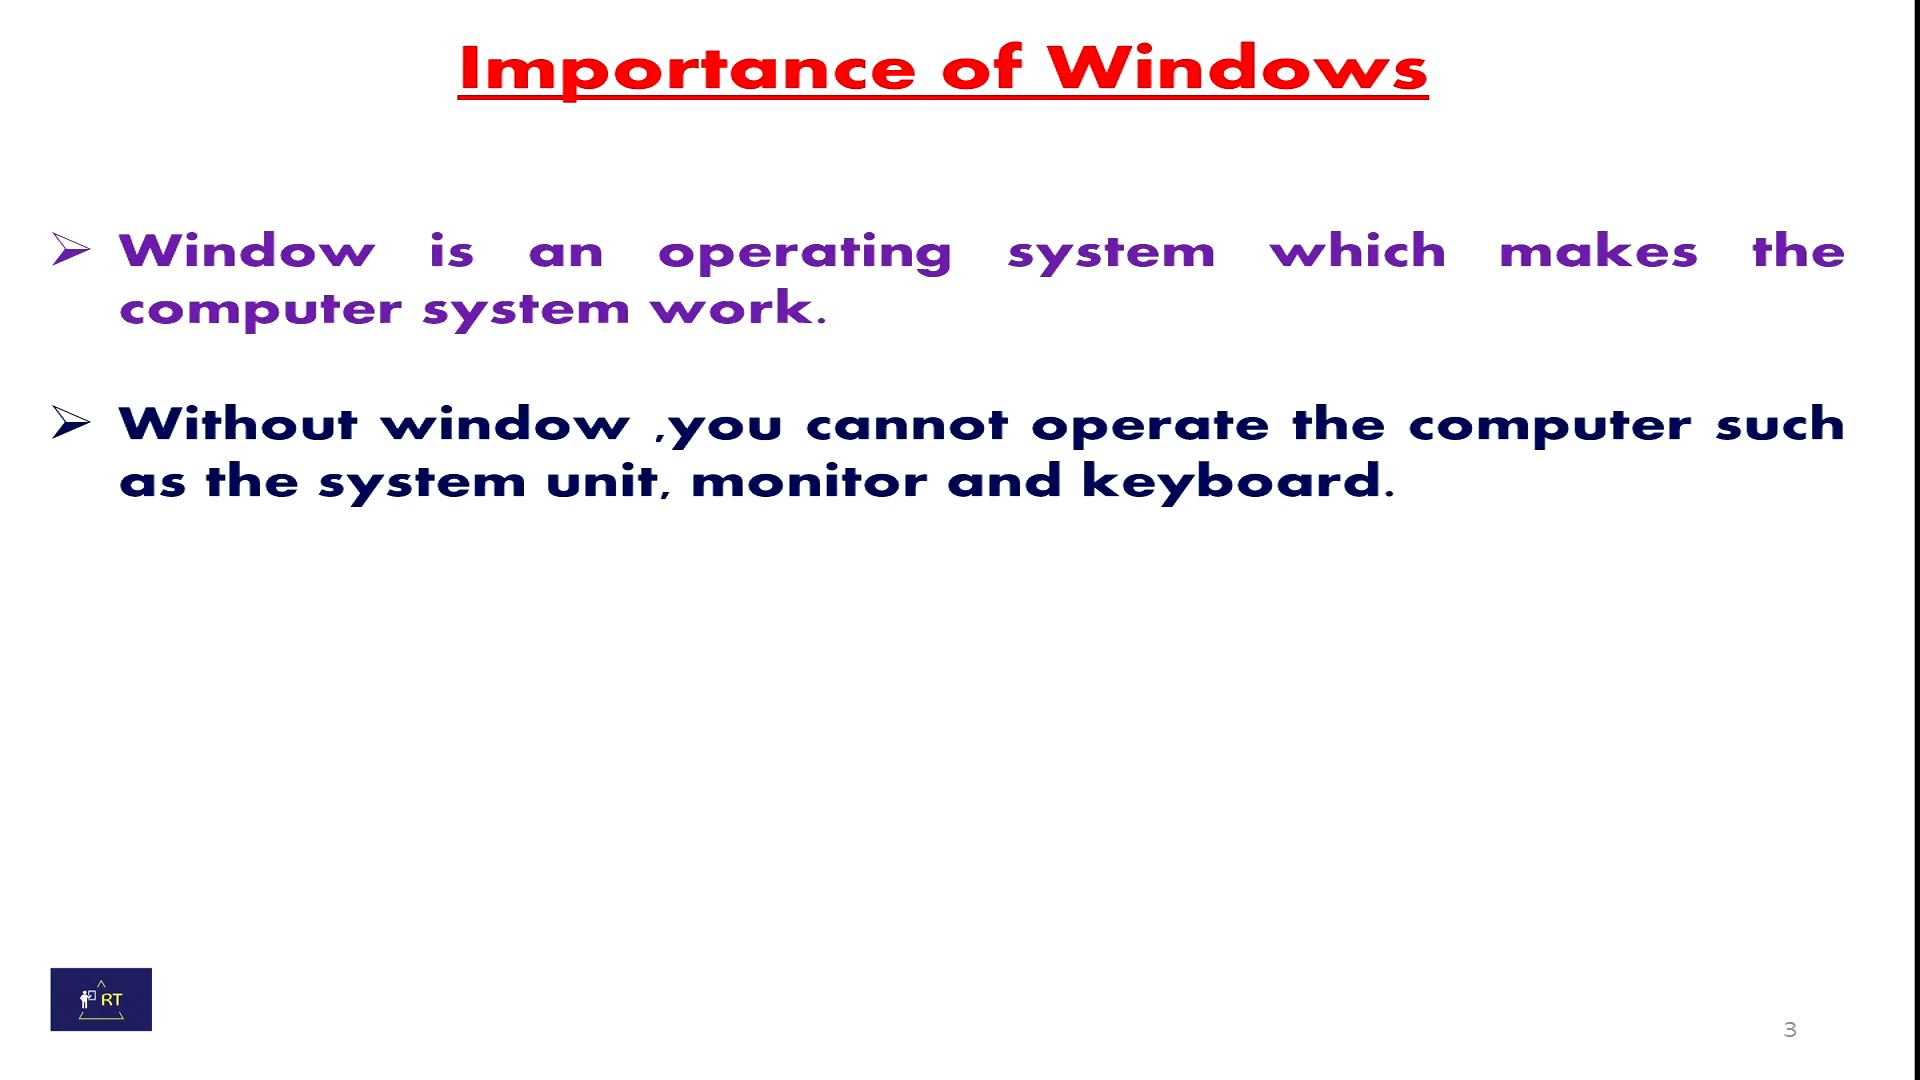 Importance of Windows
Window is an operating system which makes the
computer system work.
Without window ,you cannot operate the computer such
as the system unit, monitor and keyboard.
RT
3